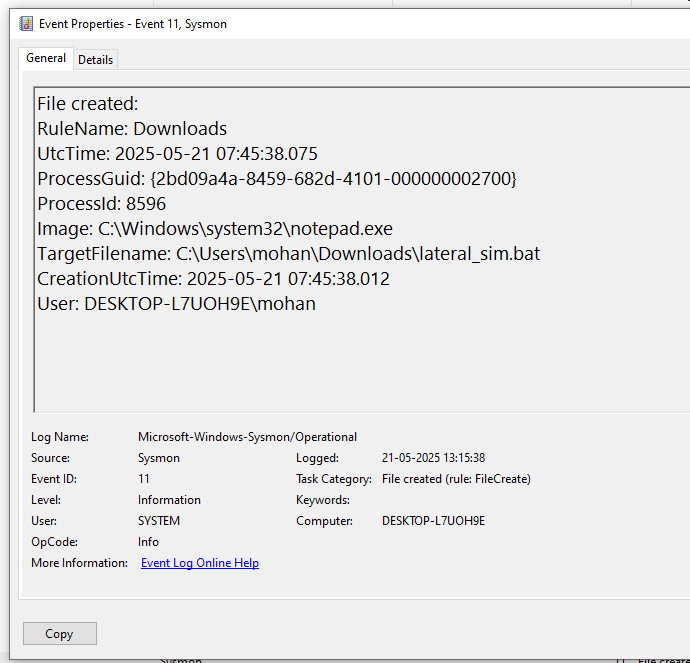 Event Properties - Event 11, Sysmon
General Details
File created:
RuleName: Downloads
UtcTime: 2025-05-21 07:45:38.075
ProcessGuid: {2bd09a4a-8459-682d-4101-000000002700}
ProcessId: 8596
Image: C:\Windows\system32\notepad.exe
TargetFilename: C:\Users\mohan\Downloads\lateral_sim.bat
CreationUtcTime: 2025-05-21 07:45:38.012
User: DESKTOP-L7UOH9E\mohan
Log Name: Microsoft-Windows-Sysmon/Operational
Source: Sysmon Logged: 21-05-2025 13:15:38
Event ID: 11 Task Category: File created (rule: FileCreate)
Level: Information Keywords:
User: SYSTEM Computer: DESKTOP-L7UOH9E
OpCode: Info
More Information: Event Log Online Help
Copy
Sysmon 11 File create